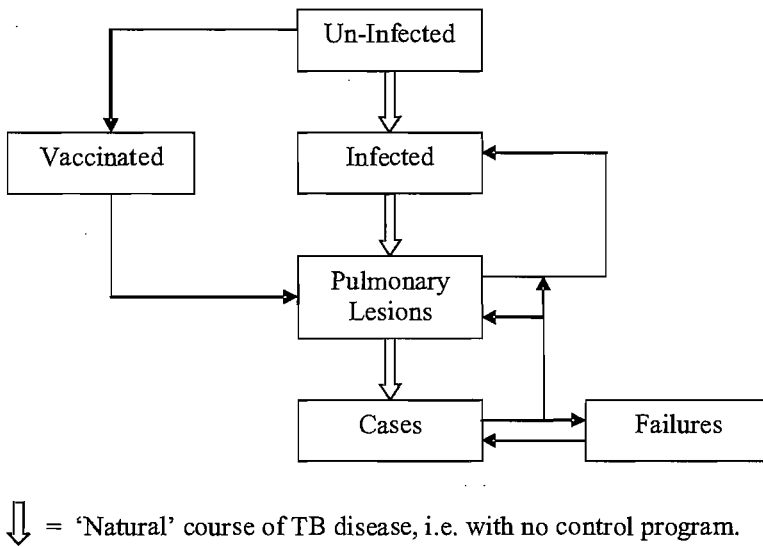 Un-Infected
Vaccinated
Infected
Pulmonary
Lesions
Cases
Failures
= ‘Natural’ course of TB disease, i.e. with no control program.